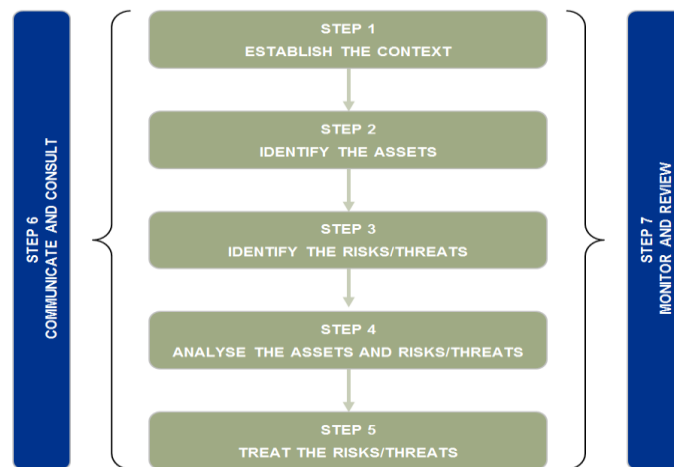 STEP 1
ESTABLISH THE CONTEXT
STEP 2
IDENTIFY THE ASSETS
STEP 3
IDENTIFY THE RISKS/THREATS
STEP 4
ANALYSE THE ASSETS AND RISKS/THREATS
STEP 5
TREAT THE RISKS/THREATS
STEP 6
COMMUNICATE AND CONSULT
STEP 7
MONITOR AND REVIEW